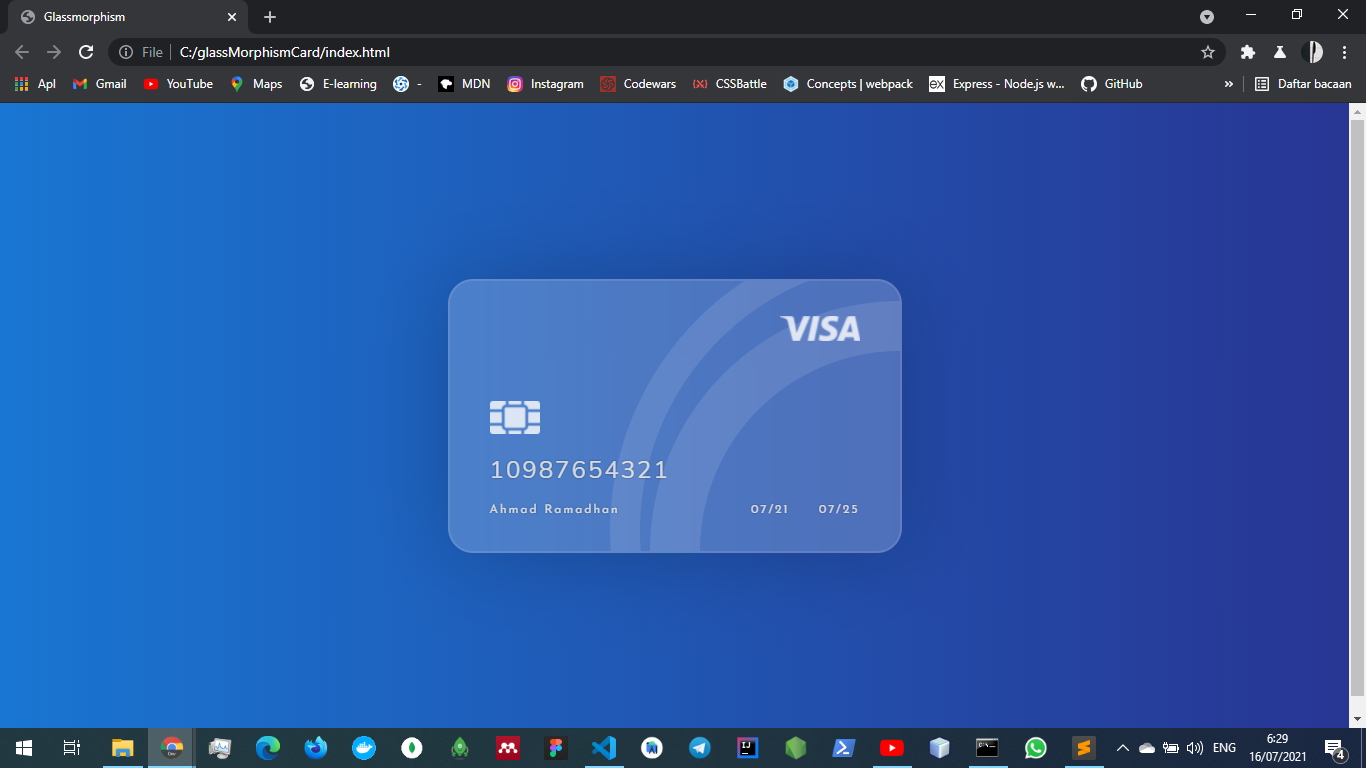 Glassmorphism
File C:/glassMorphismCard/index.html
Apl Gmail YouTube Maps E-learning - MDN Instagram Codewars CSSBattle Concepts | webpack ex Express - Node.js w... GitHub » Daftar bacaan
VISA
10987654321
Ahmad Ramadhan 07/21 07/25
ENG
6:29
16/07/2021
4